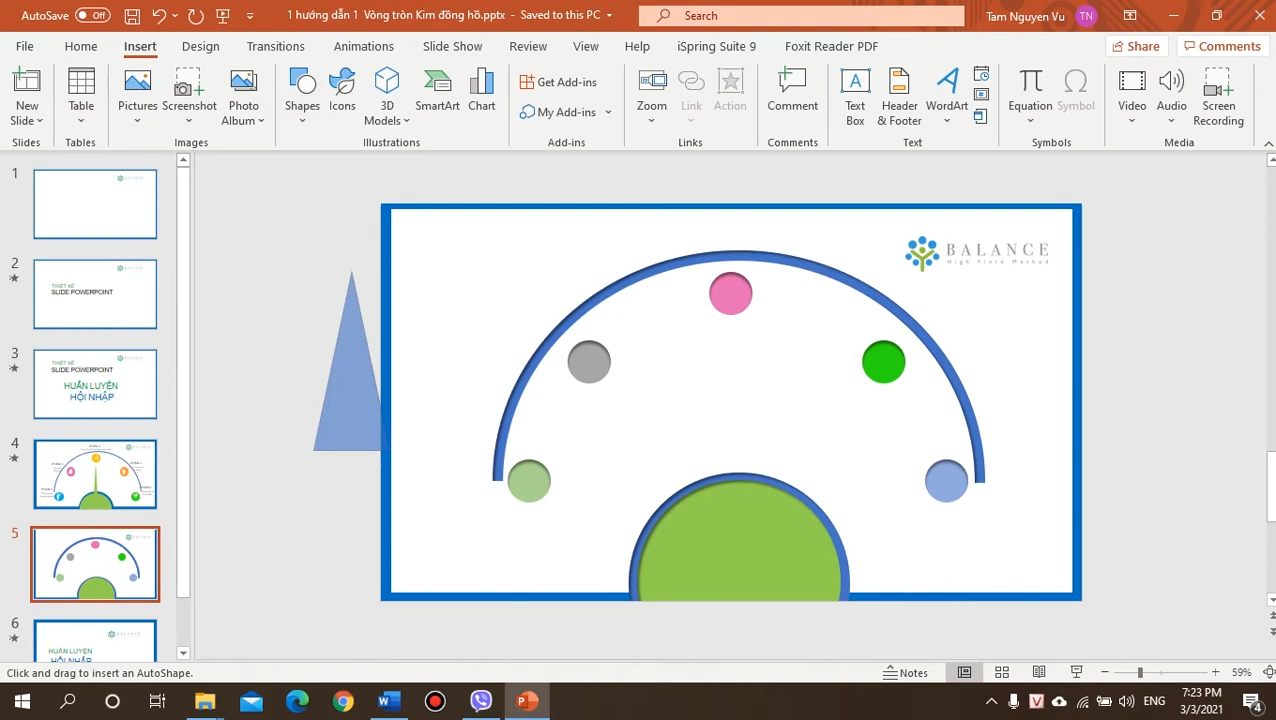 AutoSave Off 1 hướng dẫn 1 Vòng tròn Kim đồng hồ.pptx - Saved to this PC Search Tam Nguyen Vu TN
File Home Insert Design Transitions Animations Slide Show Review View Help iSpring Suite 9 Foxit Reader PDF Share Comments
New Slide
Table
Pictures
Screenshot
Photo Album
Shapes
Icons
3D Models
SmartArt
Chart
Get Add-ins
My Add-ins
Zoom
Link
Action
Comment
Text Box
Header & Footer
WordArt
Equation
Symbol
Video
Audio
Screen Recording
Slides Tables Images Illustrations Add-ins Links Comments Text Symbols Media
1
2
THIẾT KẾ
SLIDE POWERPOINT
3
THIẾT KẾ
SLIDE POWERPOINT
HUẤN LUYỆN
HỘI NHẬP
4
5
6
HUẤN LUYỆN
HỘI NHẬP
BALANCE
High Yield Method
Click and drag to insert an AutoShape. Notes 59%
W V P ENG 7:23 PM
3/3/2021 4